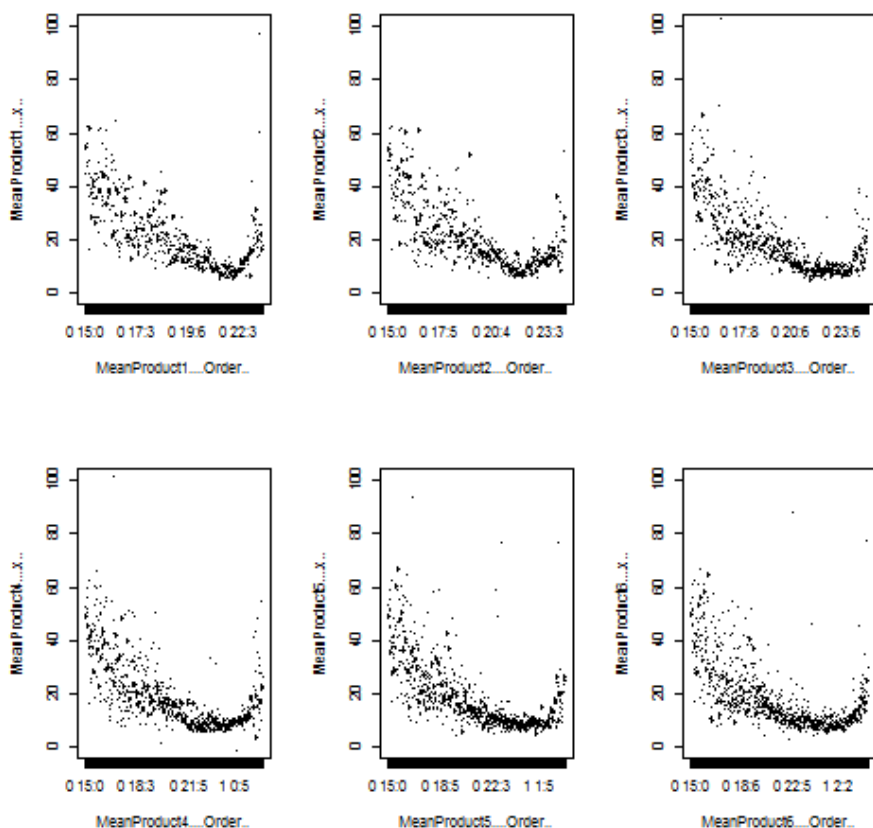 100 100 100
80 80 80
MeanProduct1....x.. MeanProduct2....x.. MeanProduct3....x..
60 60 60
40 40 40
20 20 20
0 0 0
0 15:0 0 17:3 0 19:6 0 22:3 0 15:0 0 17:5 0 20:4 0 23:3 0 15:0 0 17:8 0 20:6 0 23:6
MeanProduct1....Order.. MeanProduct2....Order.. MeanProduct3....Order..
100 100 100
80 80 80
MeanProduct4....x.. MeanProduct5....x.. MeanProduct6....x..
60 60 60
40 40 40
20 20 20
0 0 0
0 15:0 0 18:3 0 21:5 1 0:5 0 15:0 0 18:5 0 22:3 1 1:5 0 15:0 0 18:6 0 22:5 1 2:2
MeanProduct4....Order.. MeanProduct5....Order.. MeanProduct6....Order..